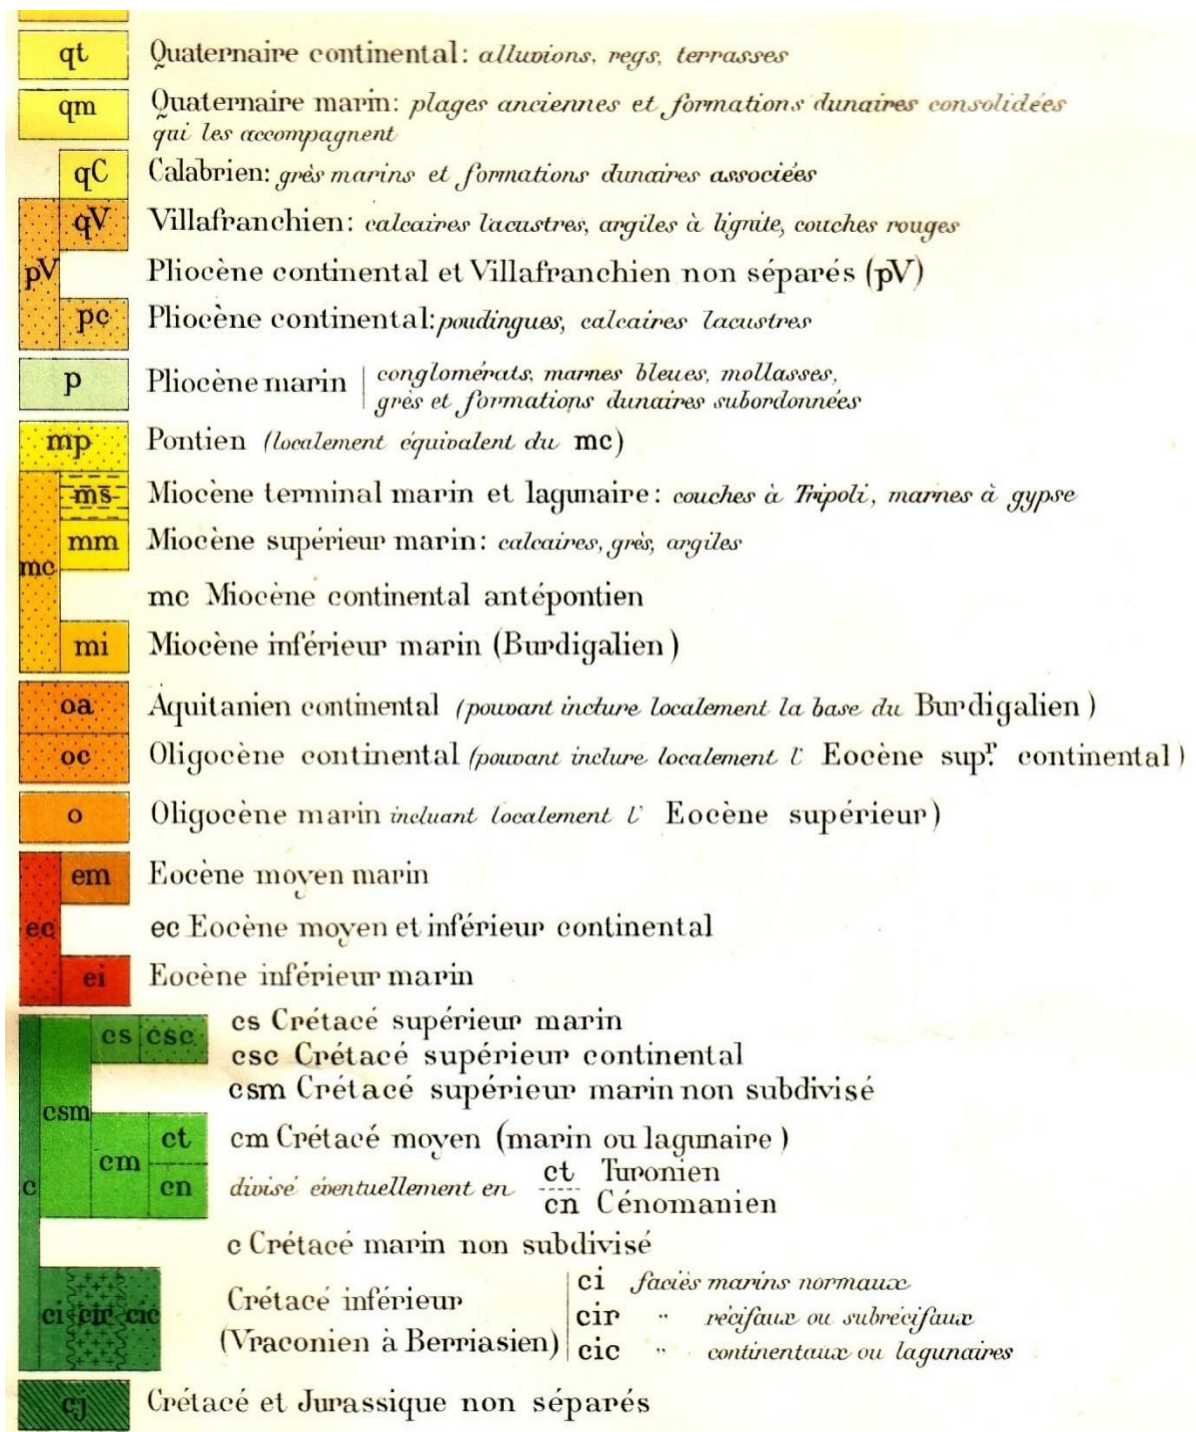 qt Quaternaire continental: alluvions, regs, terrasses
qm Quaternaire marin: plages anciennes et formations dunaires consolidées
qui les accompagnent
qC Calabrien: grès marins et formations dunaires associées
qV Villafranchien: calcaires lacustres, argiles à lignite, couches rouges
pV Pliocène continental et Villafranchien non séparés (pV)
pc Pliocène continental: poudingues, calcaires lacustres
p Pliocène marin conglomérats, marnes bleues, mollasses,
grès et formations dunaires subordonnées
mp Pontien (localement équivalent du mc)
ms Miocène terminal marin et lagunaire: couches à Tripoli, marnes à gypse
mm Miocène supérieur marin: calcaires, grès, argiles
mc
mc Miocène continental antépontien
mi Miocène inférieur marin (Burdigalien)
oa Aquitanien continental (pouvant inclure localement la base du Burdigalien)
oc Oligocène continental (pouvant inclure localement l' Eocène supr. continental)
o Oligocène marin incluant localement l' Eocène supérieur)
em Eocène moyen marin
ec ec Eocène moyen et inférieur continental
ei Eocène inférieur marin
cs csc cs Crétacé supérieur marin
csc Crétacé supérieur continental
csm csm Crétacé supérieur marin non subdivisé
ct cm Crétacé moyen (marin ou lagunaire)
cm
cn divisé éventuellement en ct Turonien
cn Cénomanien
c
c Crétacé marin non subdivisé
ci cir cic Crétacé inférieur
(Vraconien à Berriasien)
ci faciès marins normaux
cir " récifaux ou subrécifaux
cic " continentaux ou lagunaires
cj Crétacé et Jurassique non séparés